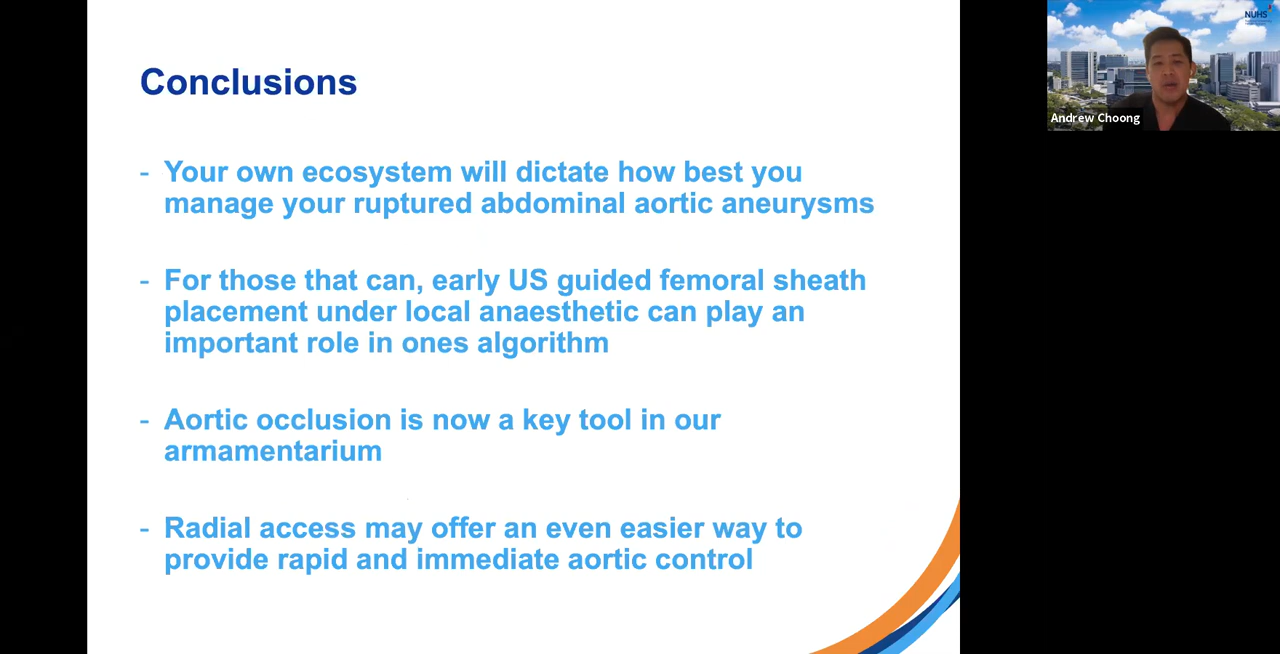 Conclusions
- Your own ecosystem will dictate how best you
manage your ruptured abdominal aortic aneurysms
- For those that can, early US guided femoral sheath
placement under local anaesthetic can play an
important role in ones algorithm
- Aortic occlusion is now a key tool in our
armamentarium
- Radial access may offer an even easier way to
provide rapid and immediate aortic control
NUHS
Andrew Choong